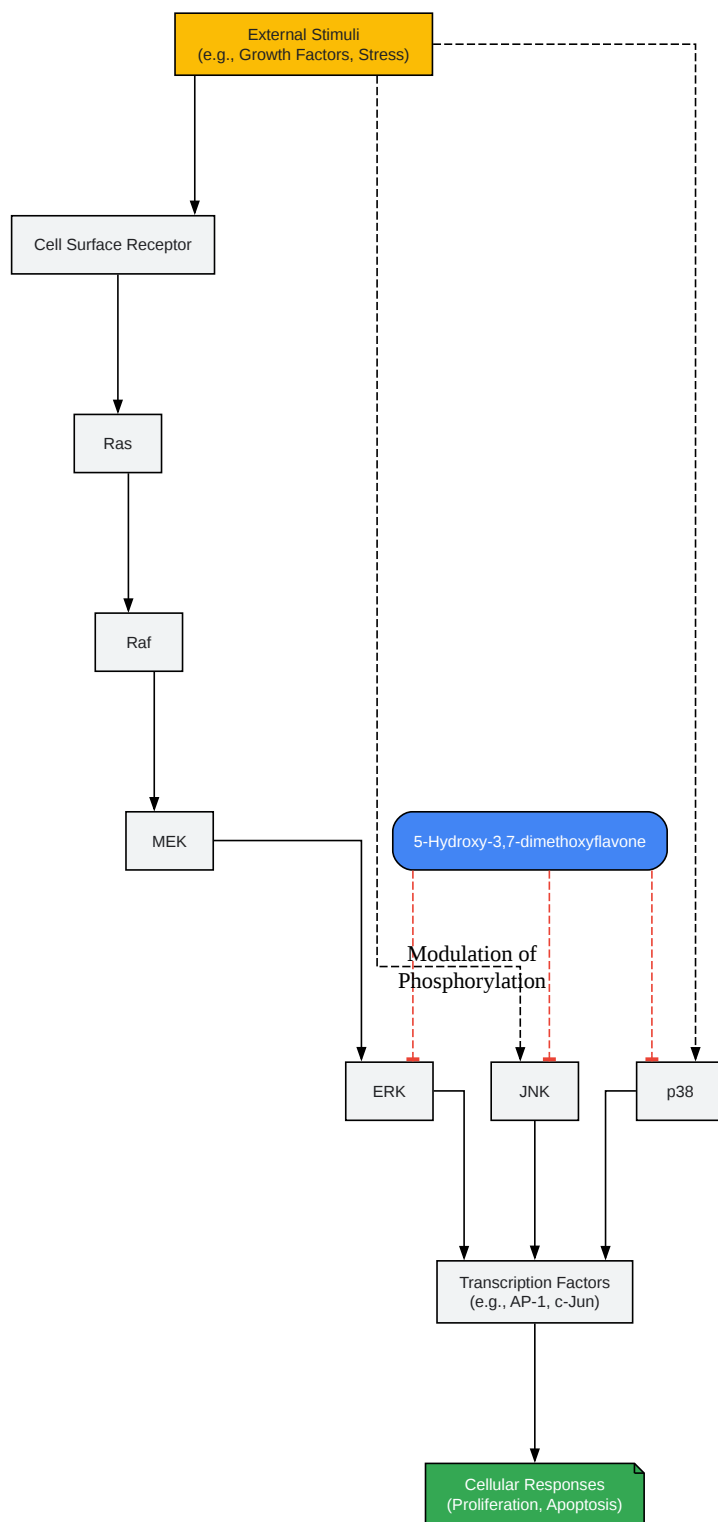 External Stimuli
(e.g., Growth Factors, Stress)
Cell Surface Receptor
Ras
Raf
MEK
5-Hydroxy-3,7-dimethoxyflavone
Modulation of
Phosphorylation
ERK
JNK
p38
Transcription Factors
(e.g., AP-1, c-Jun)
Cellular Responses
(Proliferation, Apoptosis)